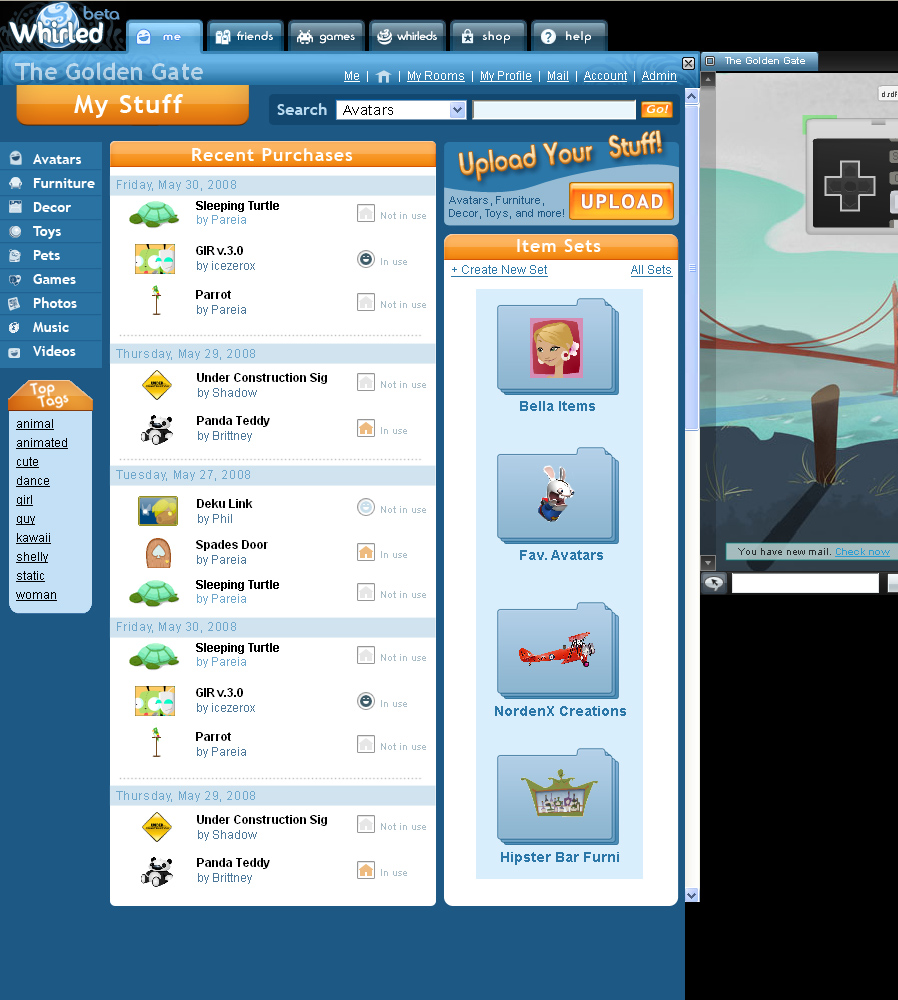 beta
Whirled
me
friends
games
whirleds
shop
help
The Golden Gate
Me | | My Rooms | My Profile | Mail | Account | Admin
The Golden Gate
My Stuff
Search
Avatars
Go!
Avatars
Furniture
Decor
Toys
Pets
Games
Photos
Music
Videos
Top
Tags
animal
animated
cute
dance
girl
guy
kawaii
shelly
static
woman
Recent Purchases
Friday, May 30, 2008
Sleeping Turtle
by Pareia
Not in use
GIR v.3.0
by icezerox
In use
Parrot
by Pareia
Not in use
Thursday, May 29, 2008
Under Construction Sig
by Shadow
Not in use
Panda Teddy
by Brittney
In use
Tuesday, May 27, 2008
Deku Link
by Phil
Not in use
Spades Door
by Pareia
In use
Sleeping Turtle
by Pareia
Not in use
Friday, May 30, 2008
Sleeping Turtle
by Pareia
Not in use
GIR v.3.0
by icezerox
In use
Parrot
by Pareia
Not in use
Thursday, May 29, 2008
Under Construction Sig
by Shadow
Not in use
Panda Teddy
by Brittney
In use
Upload Your Stuff!
Avatars, Furniture,
Decor, Toys, and more!
UPLOAD
Item Sets
+ Create New Set
All Sets
Bella Items
Fav. Avatars
NordenX Creations
Hipster Bar Furni
You have new mail. Check now